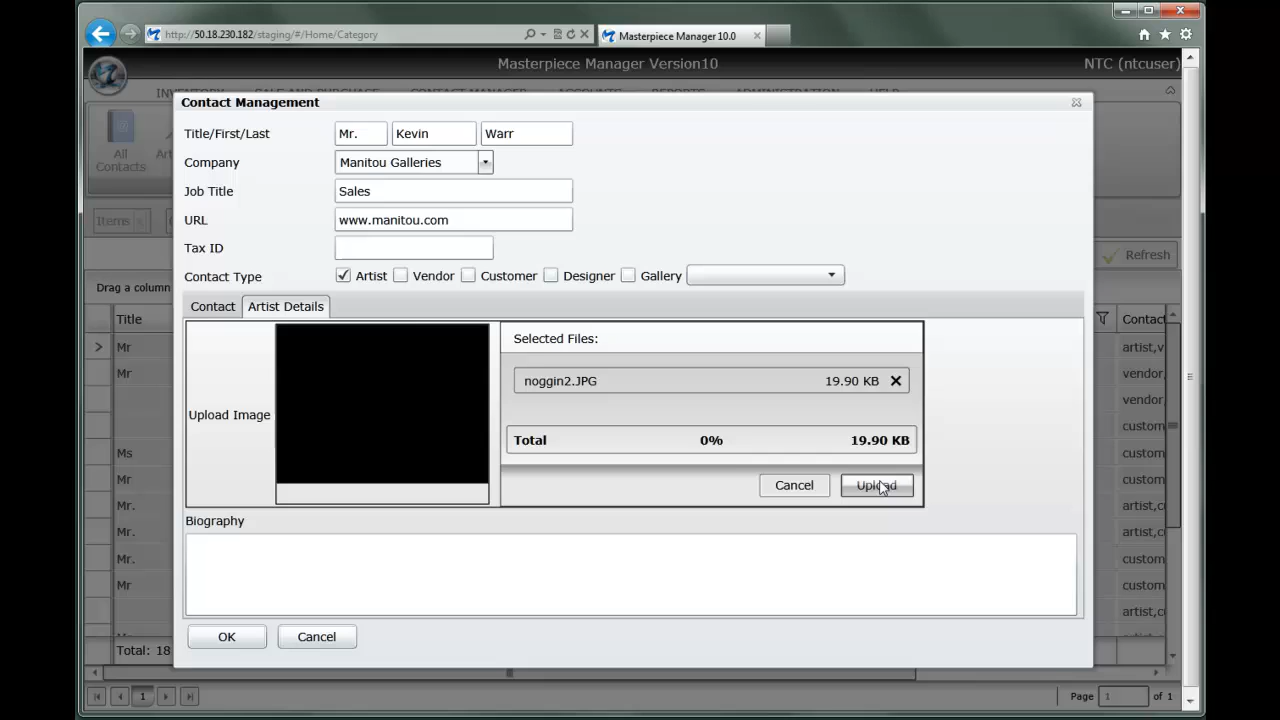 http://50.18.230.182/staging/#/Home/Category
Masterpiece Manager 10.0
Masterpiece Manager Version10
NTC (ntcuser)
Contact Management
All
Contacts
Title/First/Last
Mr.
Kevin
Warr
Company
Manitou Galleries
Job Title
Sales
URL
www.manitou.com
Tax ID
Contact Type
Artist
Vendor
Customer
Designer
Gallery
Items
Refresh
Drag a column
Contact
Artist Details
Title
Contact
Upload Image
Selected Files:
noggin2.JPG
19.90 KB
Total
0%
19.90 KB
Cancel
Upload
Biography
OK
Cancel
Mr
Mr
Ms
Mr
Mr.
Mr.
Mr.
Mr
artist,v
vendor,
vendor,
custom
custom
custom
artist,cu
artist,c
custom
custom
artist,cu
Total: 18
1
Page
1
of 1